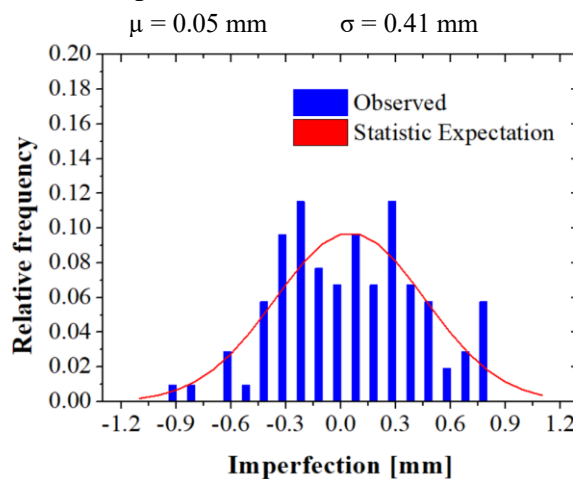 μ = 0.05 mm σ = 0.41 mm
0.20
0.18
0.16
0.14
0.12
0.10
0.08
0.06
0.04
0.02
0.00
Relative frequency
Observed
Statistic Expectation
-1.2 -0.9 -0.6 -0.3 0.0 0.3 0.6 0.9 1.2
Imperfection [mm]